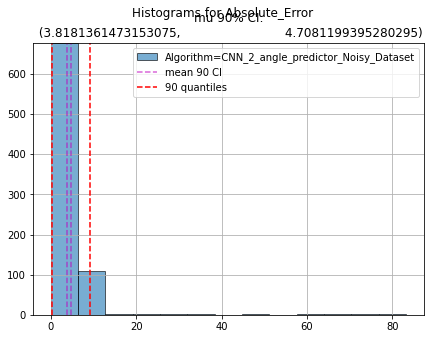 Histograms for Absolute_Error
mu 90% CI:
(3.8181361473153075, 4.7081199395280295)
Algorithm=CNN_2_angle_predictor_Noisy_Dataset
mean 90 CI
90 quantiles
600
500
400
300
200
100
0
0 20 40 60 80